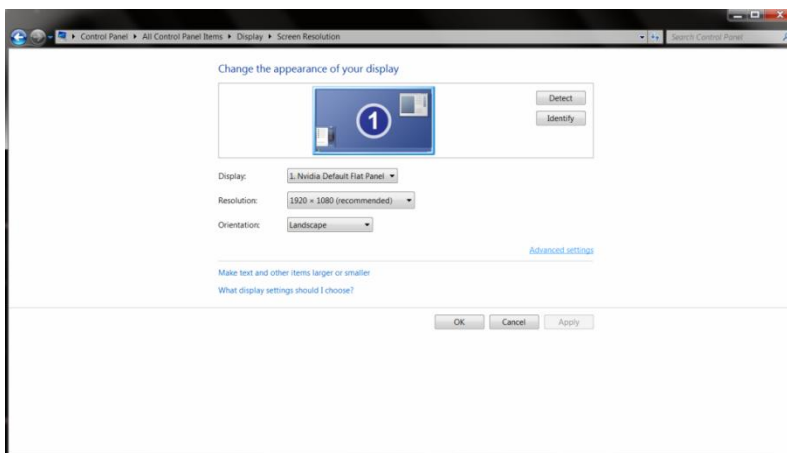 Control Panel ▸ All Control Panel Items ▸ Display ▸ Screen Resolution
Search Control Panel
Change the appearance of your display
1
Detect
Identify
Display: 1. Nvidia Default Flat Panel
Resolution: 1920 × 1080 (recommended)
Orientation: Landscape
Advanced settings
Make text and other items larger or smaller
What display settings should I choose?
OK Cancel Apply